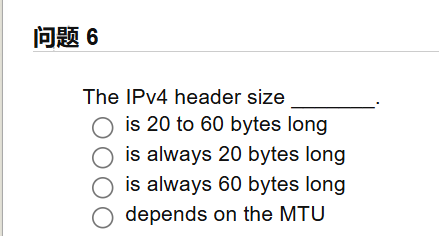 问题 6
The IPv4 header size ________.
is 20 to 60 bytes long
is always 20 bytes long
is always 60 bytes long
depends on the MTU